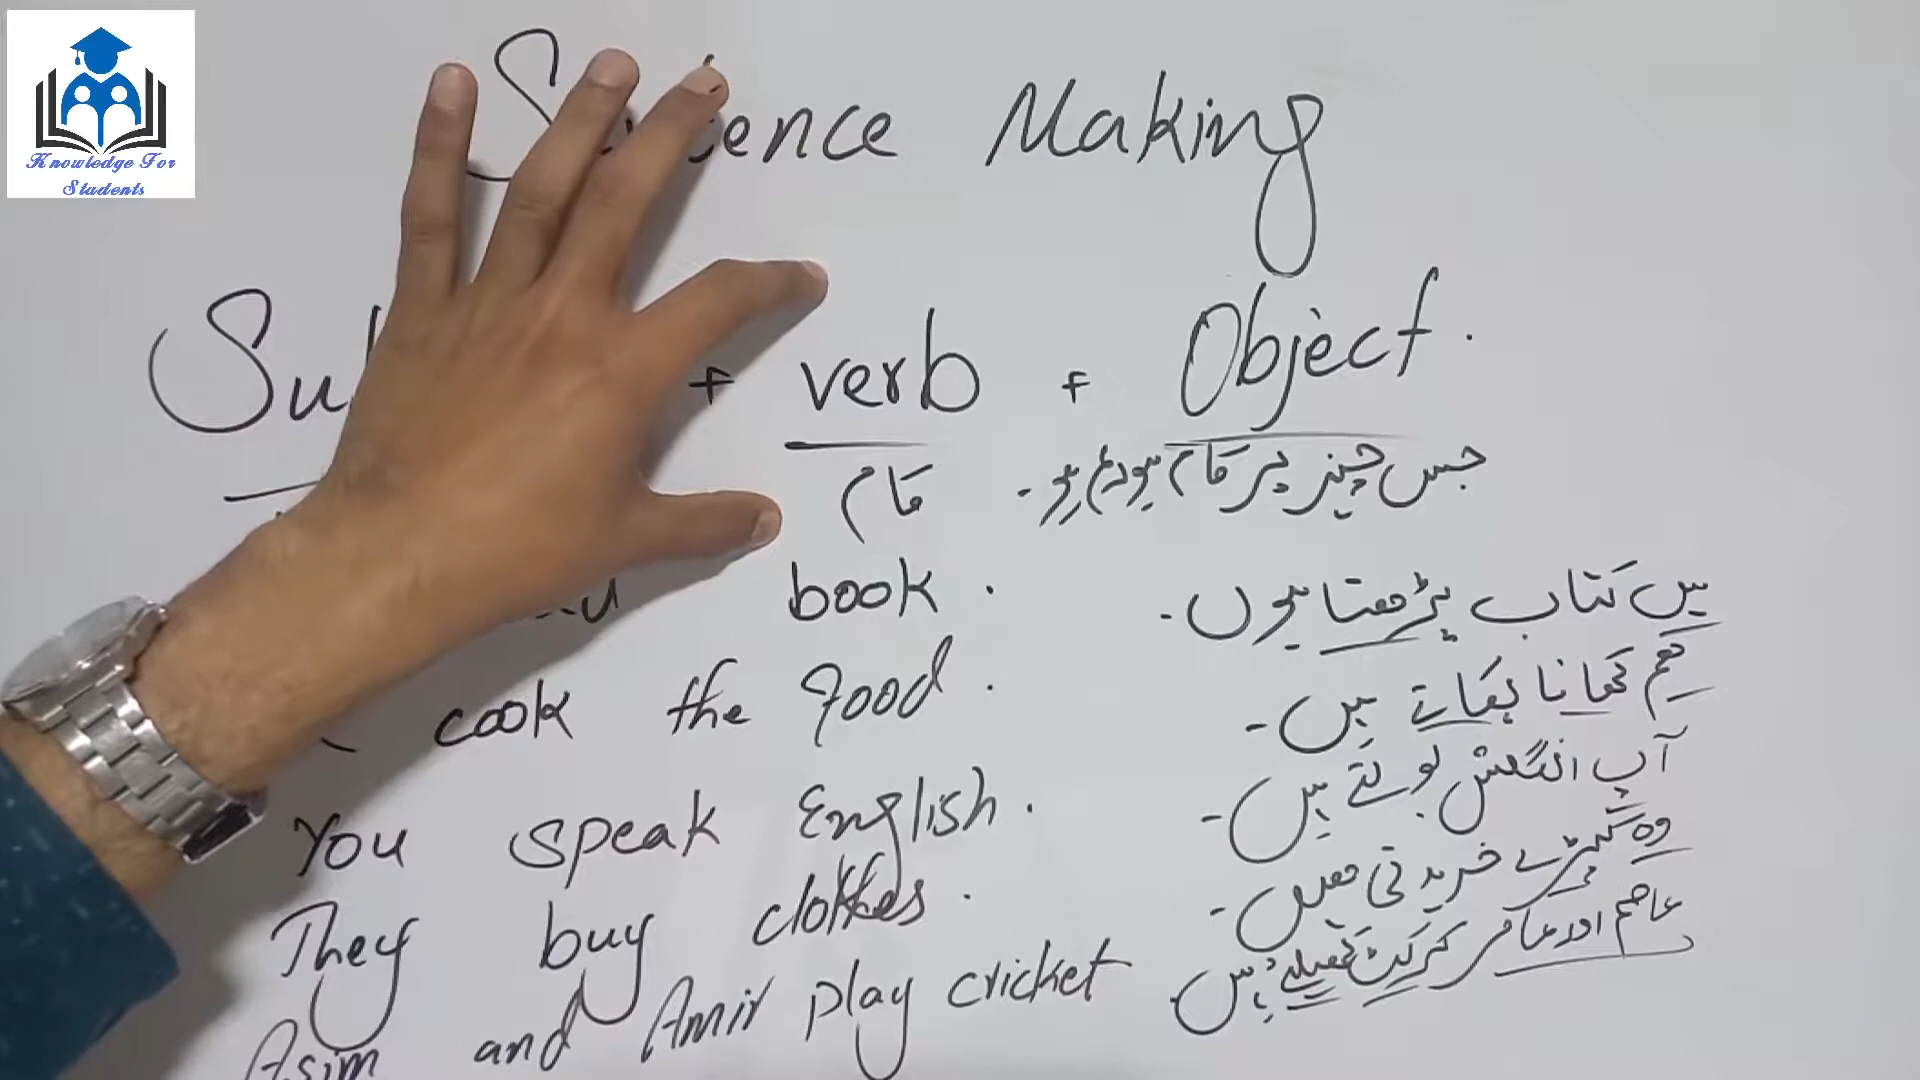 Knowledge For
Students
Making
+ verb + Object.
کام
جس چیز پر کام ہو رہا ہو۔
book. میں کتاب پڑھتا ہوں۔
cook the food. ہم کھانا پکاتے ہیں۔
You speak English. آپ انگلش بولتے ہیں۔
They buy clothes. وہ کپڑے خریدتی ہیں۔
Asim and Amir play cricket عاصم اور عامر کرکٹ کھیلتے ہیں